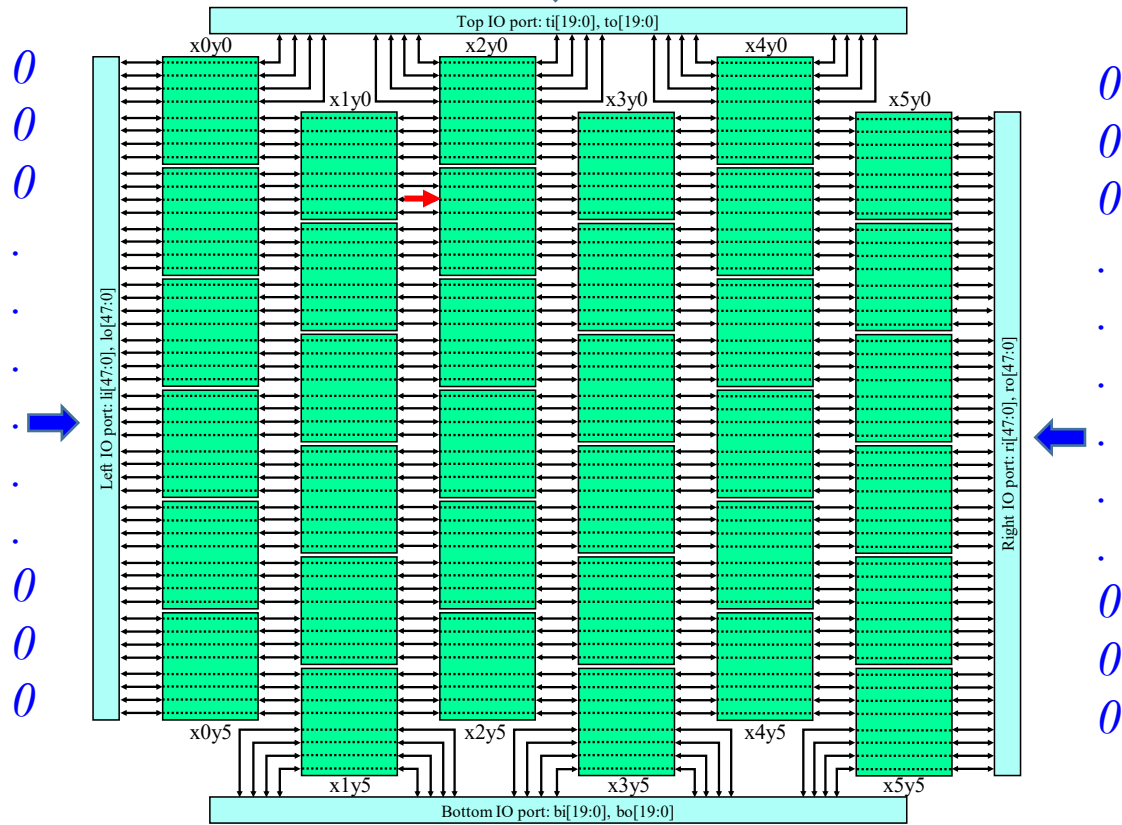 Top IO port: ti[19:0], to[19:0]
x0y0
x2y0
x4y0
x1y0
x3y0
x5y0
0
0
0
.
.
.
.
.
.
0
0
0
Left IO port: li[47:0], lo[47:0]
Right IO port: ri[47:0], ro[47:0]
0
0
0
.
.
.
.
.
.
0
0
0
x0y5
x2y5
x4y5
x1y5
x3y5
x5y5
Bottom IO port: bi[19:0], bo[19:0]